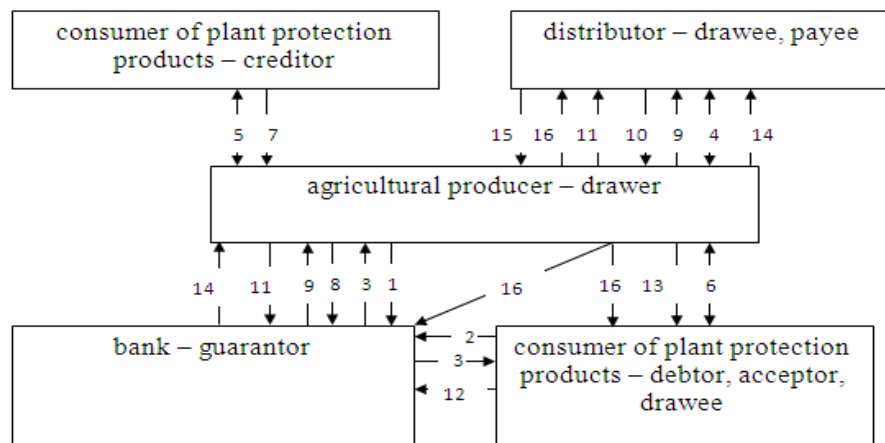 consumer of plant protection
products – creditor
distributor – drawee, payee
5 7 15 16 11 10 9 4 14
agricultural producer – drawer
14 11 9 8 3 1 16 16 13 6
bank – guarantor
2
3
12
consumer of plant protection
products – debtor, acceptor,
drawee